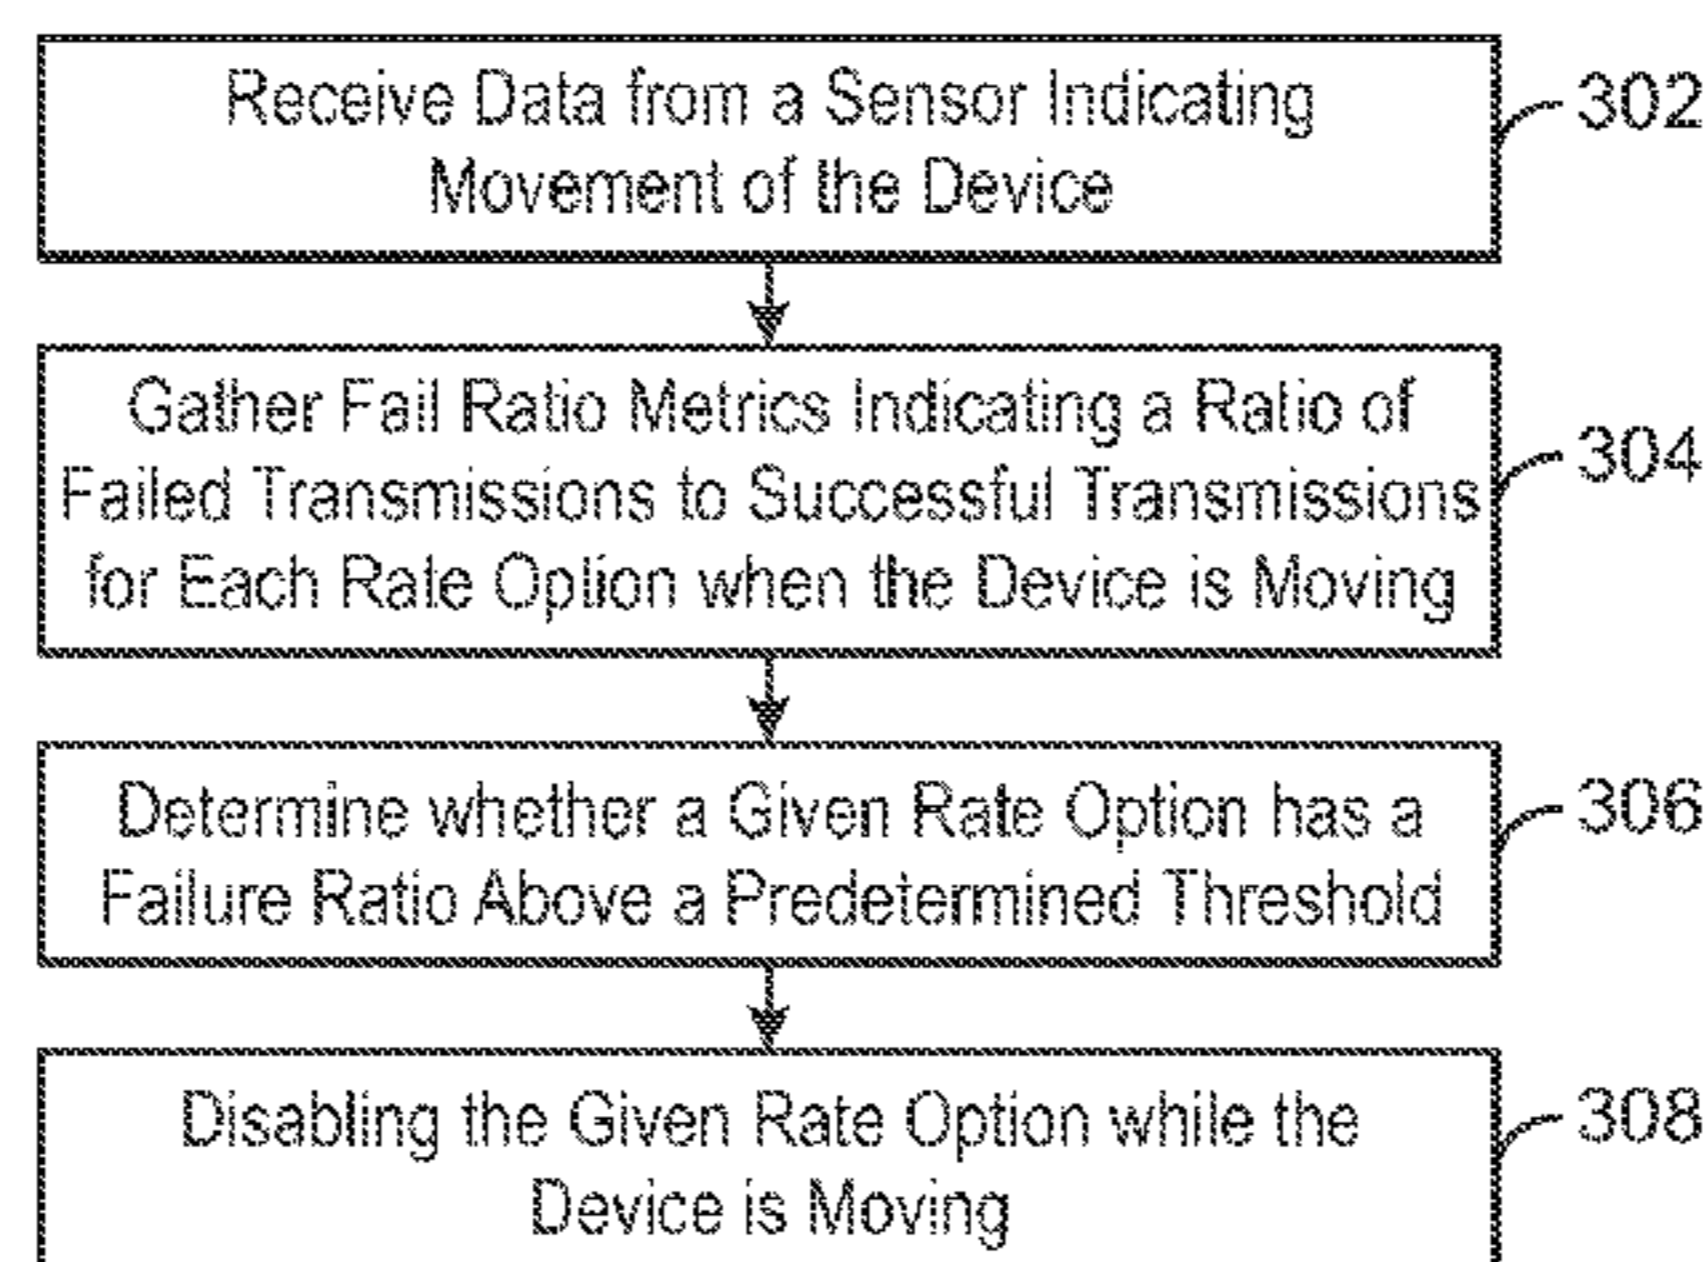 Receive Data from a Sensor Indicating
Movement of the Device
302
Gather Fail Ratio Metrics Indicating a Ratio of
Failed Transmissions to Successful Transmissions
for Each Rate Option when the Device is Moving
304
Determine whether a Given Rate Option has a
Failure Ratio Above a Predetermined Threshold
306
Disabling the Given Rate Option while the
Device is Moving
308